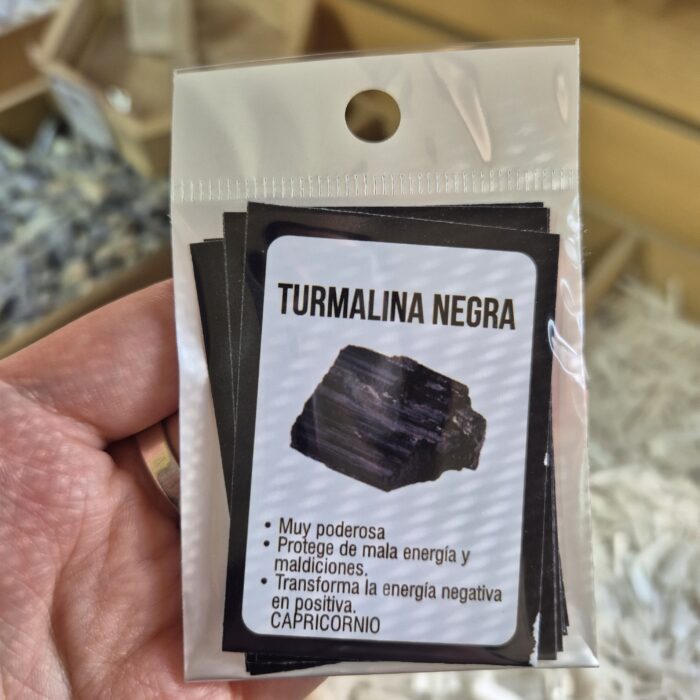 TURMALINA NEGRA
• Muy poderosa
• Protege de mala energía y
maldiciones.
• Transforma la energía negativa
en positiva.
CAPRICORNIO